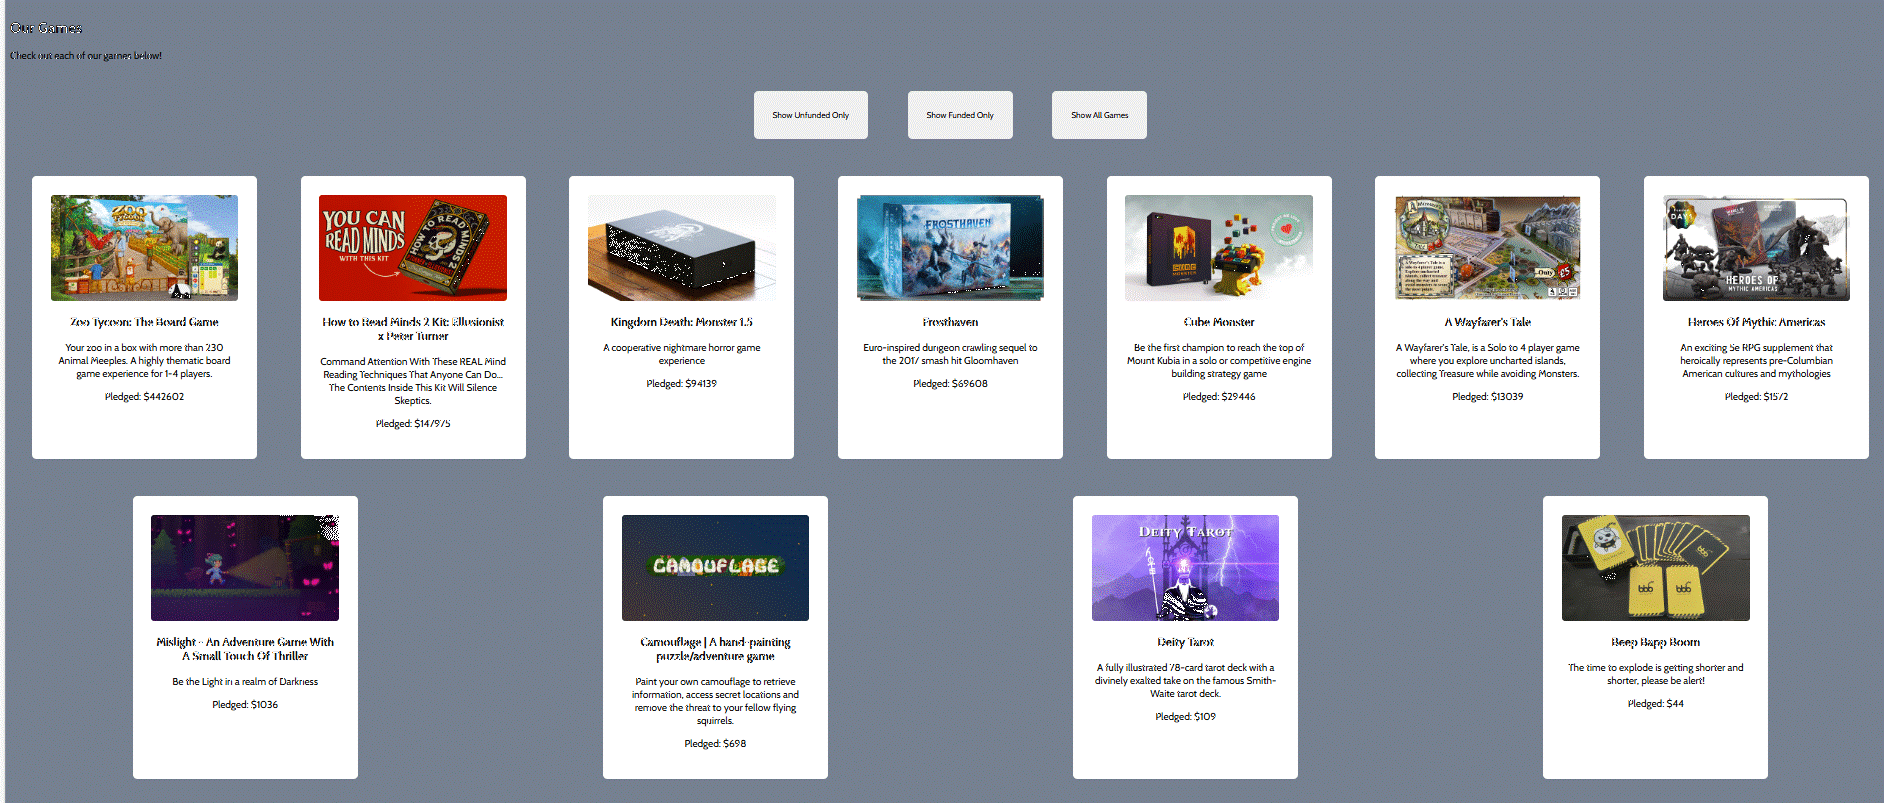 Our Games
Check out each of our games below!
Show Unfunded Only
Show Funded Only
Show All Games
ZOO
TYCOON
Zoo Tycoon: The Board Game
Your zoo in a box with more than 230
Animal Meeples. A highly thematic board
game experience for 1-4 players.
Pledged: $442602
YOU CAN
READ MINDS
WITH THIS KIT
HOW TO READ MINDS 2
How to Read Minds 2 Kit: Ellusionist
x Peter Turner
Command Attention With These REAL Mind
Reading Techniques That Anyone Can Do...
The Contents Inside This Kit Will Silence
Skeptics.
Pledged: $147975
Kingdom Death: Monster 1.5
A cooperative nightmare horror game
experience
Pledged: $94139
FROSTHAVEN
Frosthaven
Euro-inspired dungeon crawling sequel to
the 2017 smash hit Gloomhaven
Pledged: $69608
CUBE
Cube Monster
Be the first champion to reach the top of
Mount Kubia in a solo or competitive engine
building strategy game
Pledged: $29446
Only £5
A Wayfarer's Tale
A Wayfarer's Tale, is a Solo to 4 player game
where you explore uncharted islands,
collecting Treasure while avoiding Monsters.
Pledged: $13039
DAY
HEROES OF
MYTHIC AMERICAS
Heroes Of Mythic Americas
An exciting 5e RPG supplement that
heroically represents pre-Columbian
American cultures and mythologies
Pledged: $1572
Mislight - An Adventure Game With
A Small Touch Of Thriller
Be the Light in a realm of Darkness
Pledged: $1036
CAMOUFLAGE
Camouflage | A hand-painting
puzzle/adventure game
Paint your own camouflage to retrieve
information, access secret locations and
remove the threat to your fellow flying
squirrels.
Pledged: $698
DEITY TAROT
Deity Tarot
A fully illustrated 78-card tarot deck with a
divinely exalted take on the famous Smith-
Waite tarot deck.
Pledged: $109
Beep Bapp Boom
The time to explode is getting shorter and
shorter, please be alert!
Pledged: $44